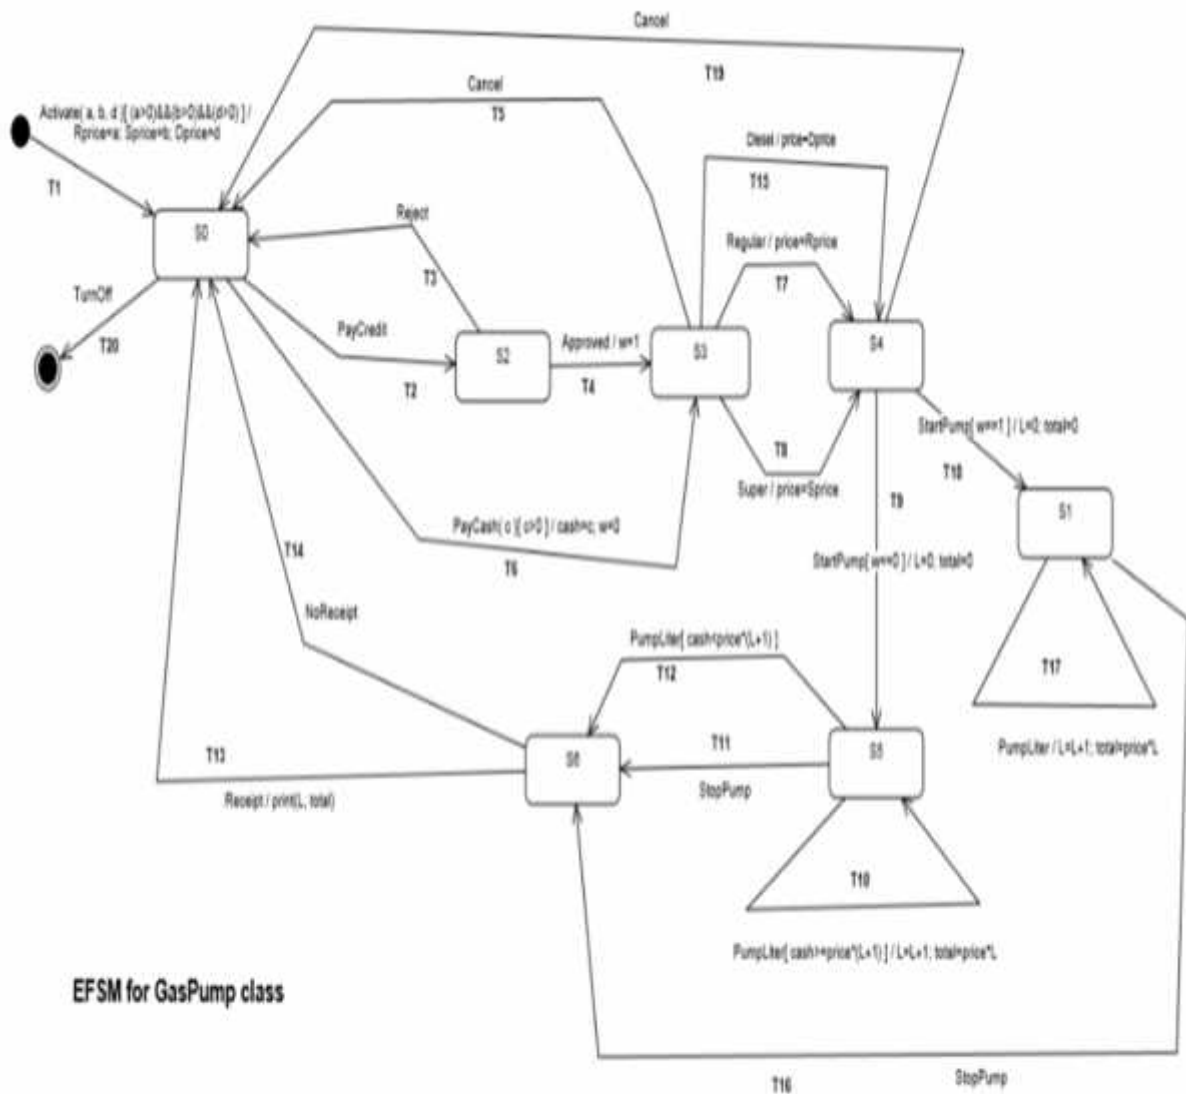 Cancel
T19
Cancel
T5
Activate( a, b, d )[ (a>0)&&(b>0)&&(d>0) ] /
Rprice=a; Sprice=b; Dprice=d
T1
Diesel / price=Dprice
T15
S0
Reject
T3
Regular / price=Rprice
T7
TurnOff
T20
PayCredit
T2
S2
Approved / w=1
T4
S3
S4
T8
Super / price=Sprice
StartPump[ w==1 ] / L=0; total=0
T18
T9
S1
PayCash( c )[ c>0 ] / cash=c; w=0
T6
T14
StartPump[ w==0 ] / L=0; total=0
NoReceipt
PumpLiter[ cash<price*(L+1) ]
T12
T17
PumpLiter / L=L+1; total=price*L
T13
S6
T11
StopPump
S5
Receipt / print(L, total)
T10
PumpLiter[ cash>=price*(L+1) ] / L=L+1; total=price*L
EFSM for GasPump class
T16
StopPump